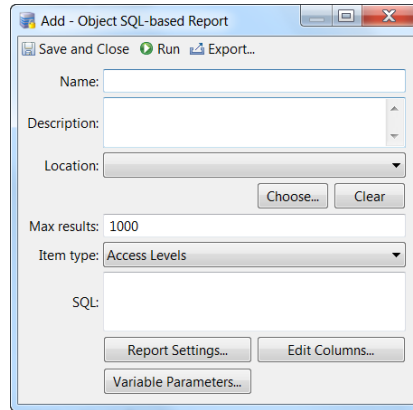 Add - Object SQL-based Report
Save and Close Run Export...
Name:
Description:
Location:
Choose... Clear
Max results: 1000
Item type: Access Levels
SQL:
Report Settings... Edit Columns...
Variable Parameters...